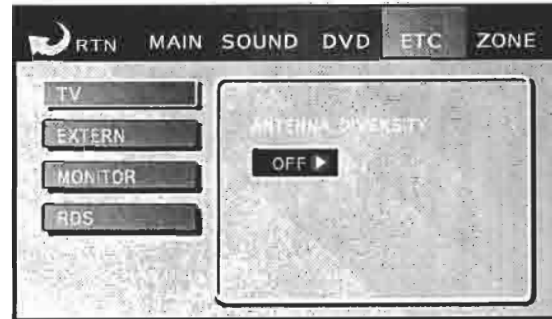 RTN MAIN SOUND DVD ETC ZONE
TV
EXTERN
MONITOR
RDS
ANTENNA DIVERSITY
OFF